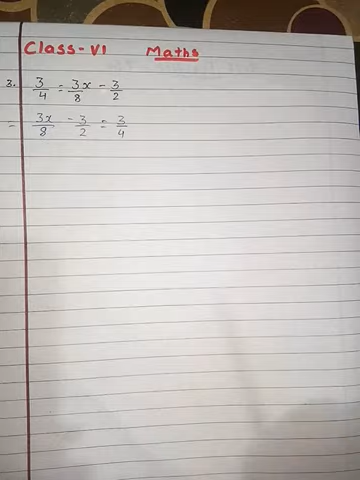 Class-VI Maths
3. 3/4 = 3x/8 - 3/2
= 3x/8 - 3/2 = 3/4